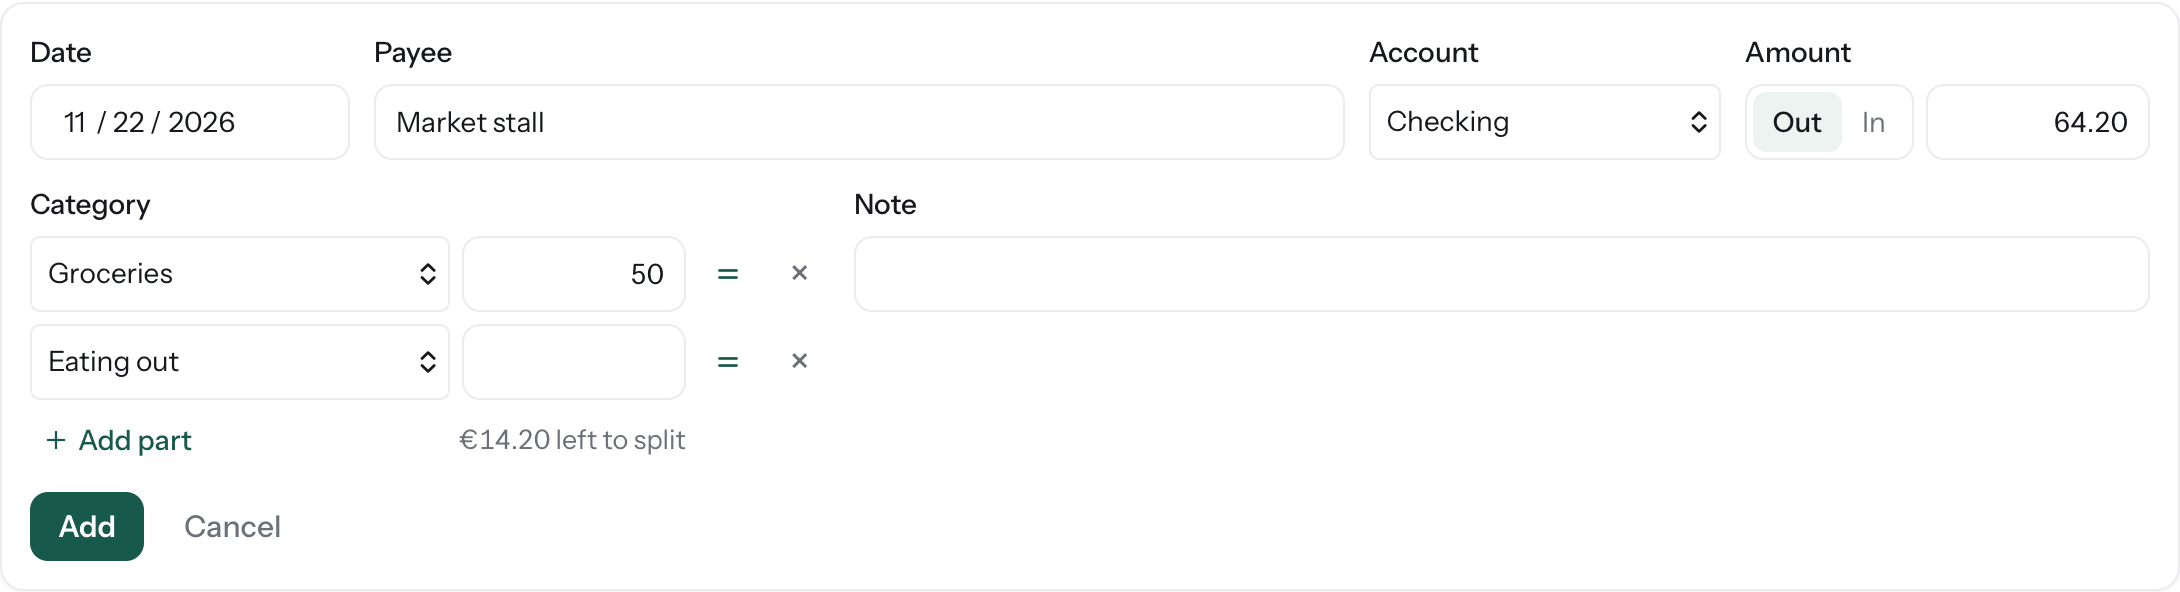 Date Payee Account Amount
11 / 22 / 2026 Market stall Checking Out In 64.20
Category Note
Groceries 50 = ×
Eating out = ×
+ Add part €14.20 left to split
Add Cancel